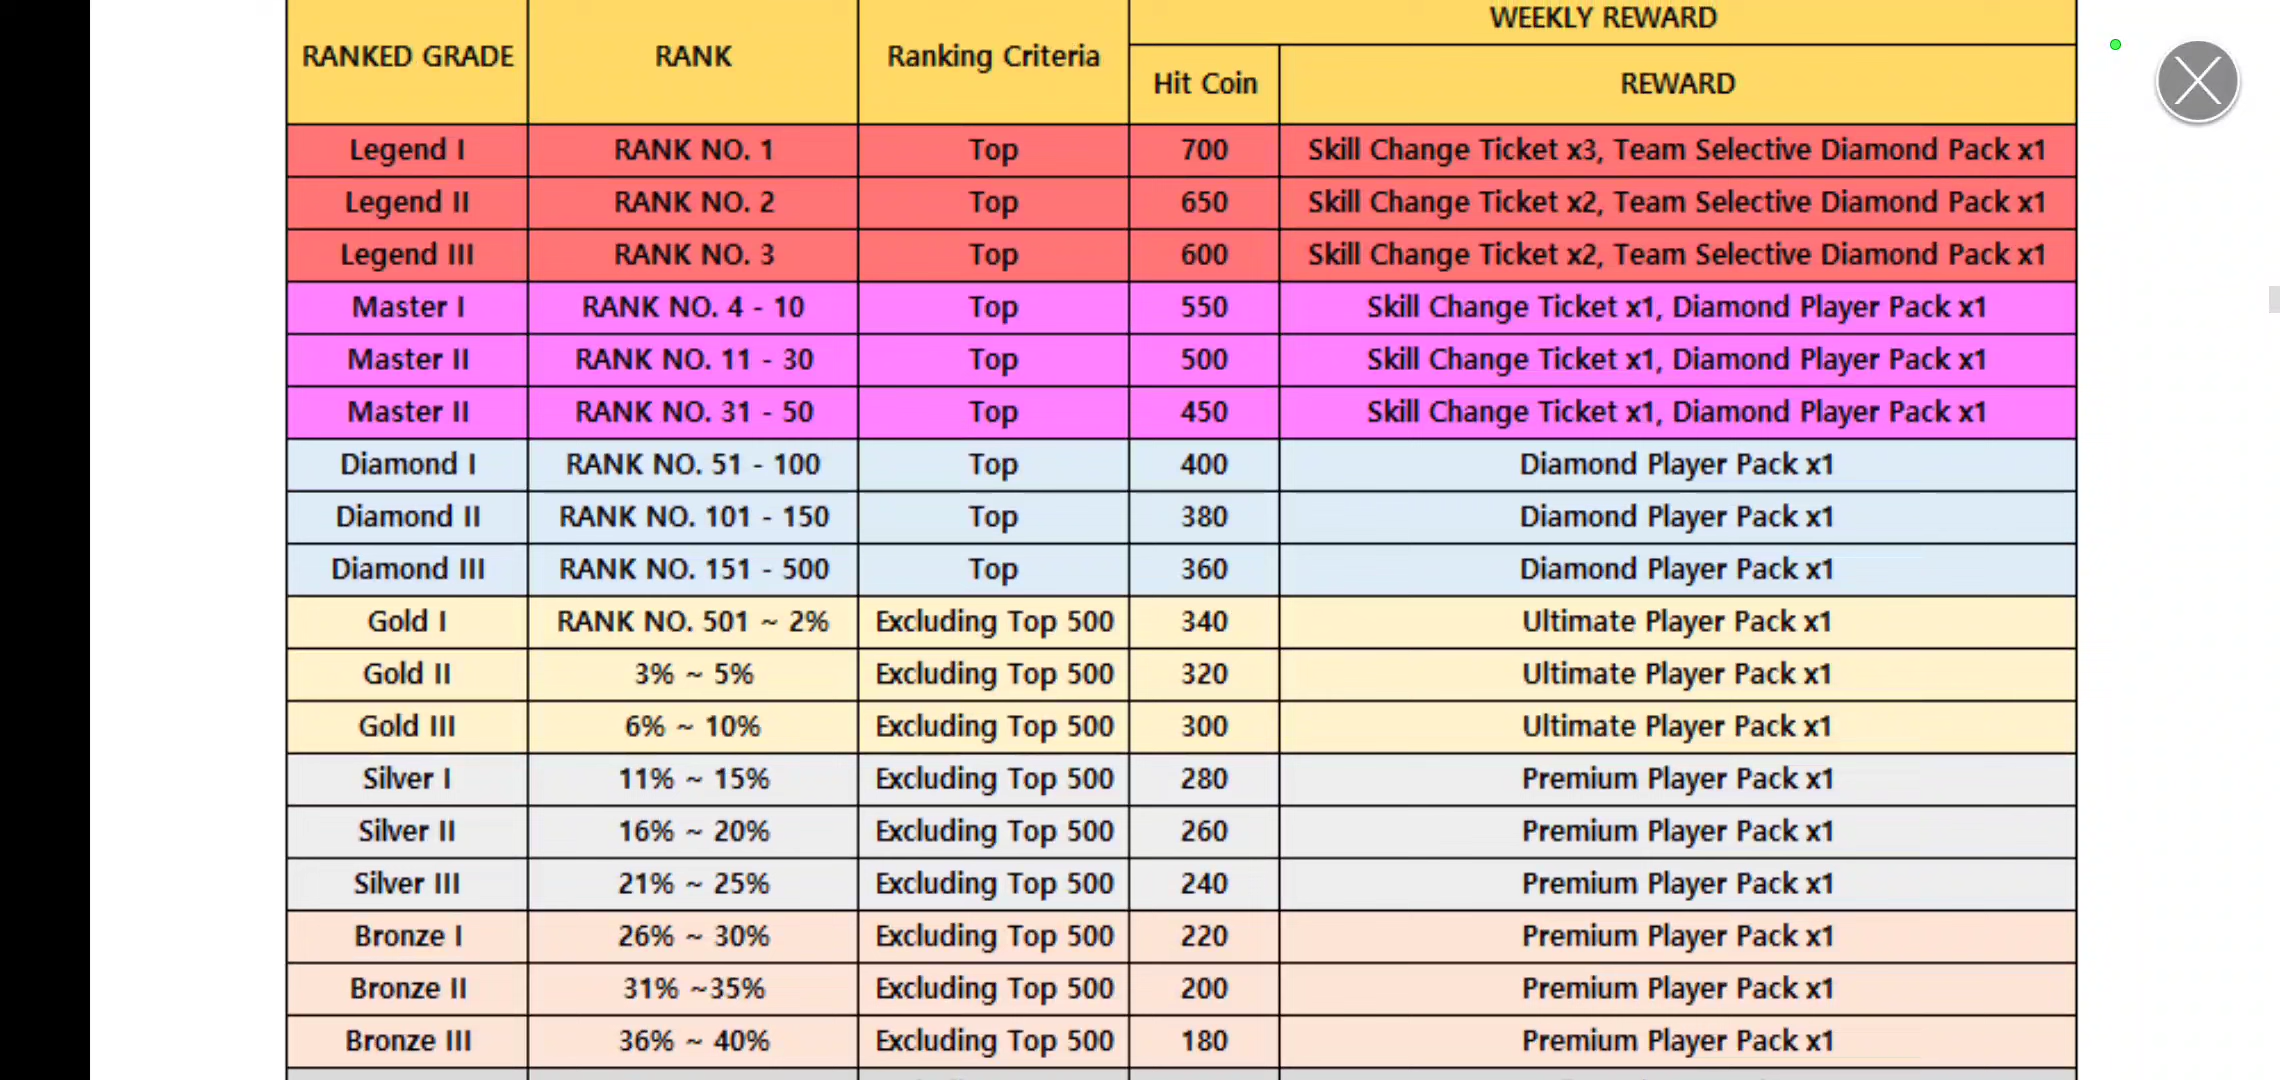 WEEKLY REWARD
RANKED GRADE RANK Ranking Criteria
Hit Coin REWARD
Legend I RANK NO. 1 Top 700 Skill Change Ticket x3, Team Selective Diamond Pack x1
Legend II RANK NO. 2 Top 650 Skill Change Ticket x2, Team Selective Diamond Pack x1
Legend III RANK NO. 3 Top 600 Skill Change Ticket x2, Team Selective Diamond Pack x1
Master I RANK NO. 4 - 10 Top 550 Skill Change Ticket x1, Diamond Player Pack x1
Master II RANK NO. 11 - 30 Top 500 Skill Change Ticket x1, Diamond Player Pack x1
Master II RANK NO. 31 - 50 Top 450 Skill Change Ticket x1, Diamond Player Pack x1
Diamond I RANK NO. 51 - 100 Top 400 Diamond Player Pack x1
Diamond II RANK NO. 101 - 150 Top 380 Diamond Player Pack x1
Diamond III RANK NO. 151 - 500 Top 360 Diamond Player Pack x1
Gold I RANK NO. 501 ~ 2% Excluding Top 500 340 Ultimate Player Pack x1
Gold II 3% ~ 5% Excluding Top 500 320 Ultimate Player Pack x1
Gold III 6% ~ 10% Excluding Top 500 300 Ultimate Player Pack x1
Silver I 11% ~ 15% Excluding Top 500 280 Premium Player Pack x1
Silver II 16% ~ 20% Excluding Top 500 260 Premium Player Pack x1
Silver III 21% ~ 25% Excluding Top 500 240 Premium Player Pack x1
Bronze I 26% ~ 30% Excluding Top 500 220 Premium Player Pack x1
Bronze II 31% ~35% Excluding Top 500 200 Premium Player Pack x1
Bronze III 36% ~ 40% Excluding Top 500 180 Premium Player Pack x1